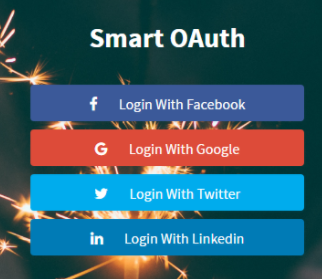 Smart OAuth
Login With Facebook
Login With Google
Login With Twitter
Login With Linkedin